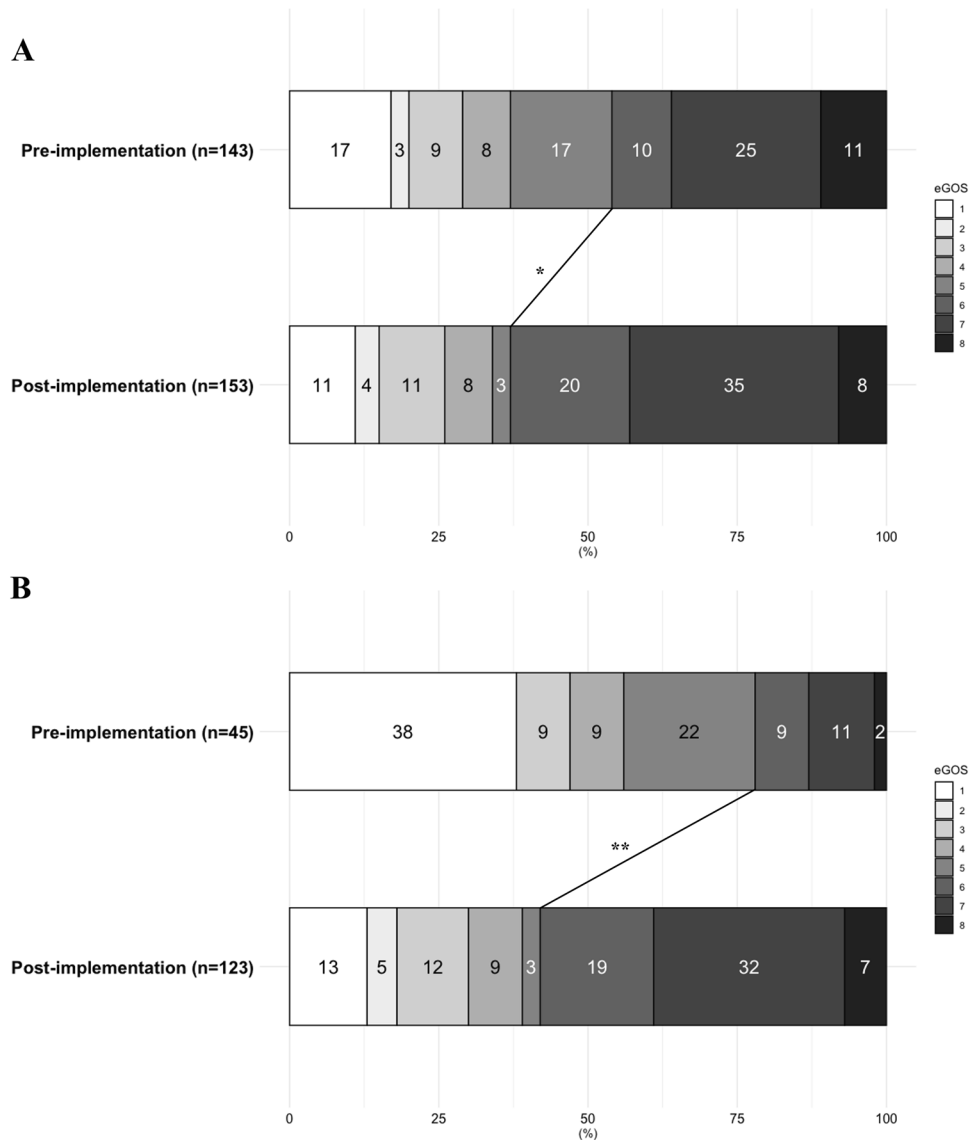 A
Pre-implementation (n=143)
17 3 9 8 17 10 25 11
*
Post-implementation (n=153)
11 4 11 8 3 20 35 8
0 25 50 75 100
(%)
eGOS
1
2
3
4
5
6
7
8
B
Pre-implementation (n=45)
38 9 9 22 9 11 2
**
Post-implementation (n=123)
13 5 12 9 3 19 32 7
0 25 50 75 100
(%)
eGOS
1
2
3
4
5
6
7
8